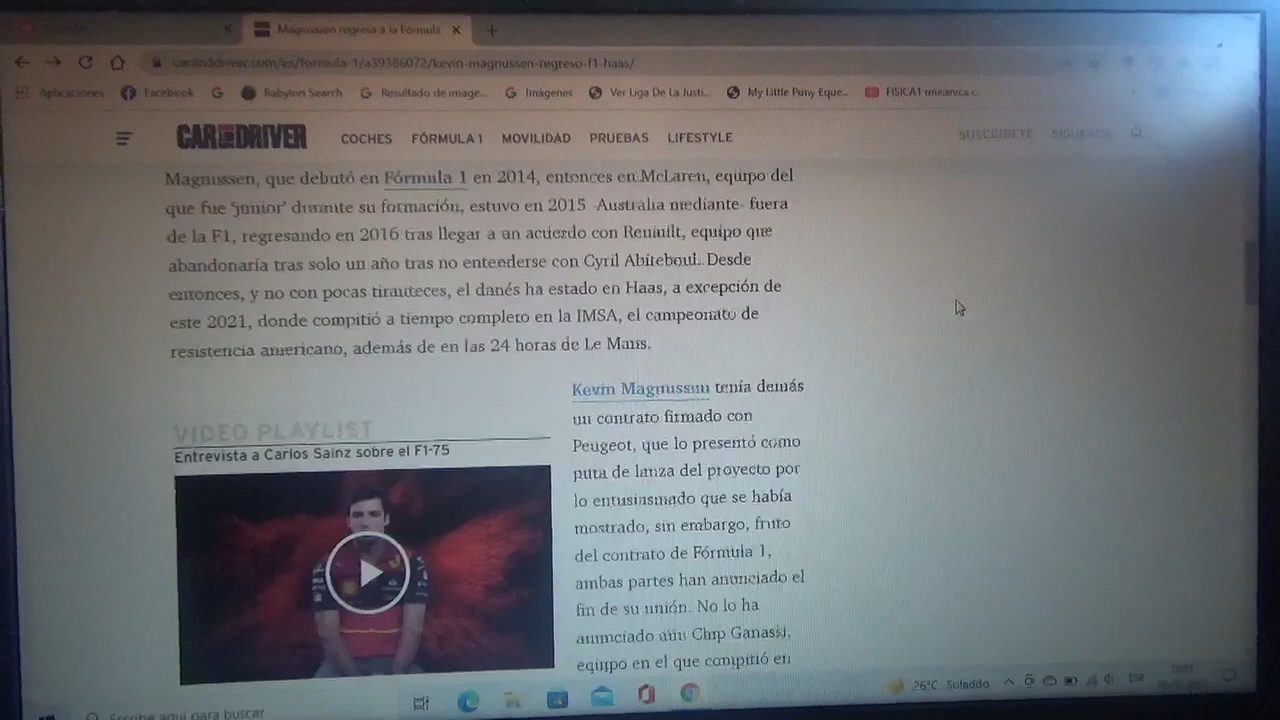 Magnussen regresa a la Fórmula
caranddriver.com/es/formula-1/a39386072/kevin-magnussen-regreso-f1-haas/
Aplicaciones
Facebook
Babylon Search
Resultado de image...
Imágenes
Ver Liga De La Justi...
My Little Pony Eque...
FISICA1 mecanica c
CAR AND DRIVER
COCHES
FÓRMULA 1
MOVILIDAD
PRUEBAS
LIFESTYLE
SUSCRÍBETE
Magnussen, que debutó en Fórmula 1 en 2014, entonces en McLaren, equipo del
que fue 'junior' durante su formación, estuvo en 2015 -Australia mediante- fuera
de la F1, regresando en 2016 tras llegar a un acuerdo con Renault, equipo que
abandonaría tras solo un año tras no enteederse con Cyril Abiteboul. Desde
entonces, y no con pocas tiranteces, el danés ha estado en Haas, a excepción de
este 2021, donde compitió a tiempo completo en la IMSA, el campeonato de
resistencia americano, además de en las 24 horas de Le Mans.
VIDEO PLAYLIST
Entrevista a Carlos Sainz sobre el F1-75
Kevin Magnussen tenía demás
un contrato firmado con
Peugeot, que lo presentó como
puta de lanza del proyecto por
lo entusiasmado que se había
mostrado, sin embargo, fruto
del contrato de Fórmula 1,
ambas partes han anunciado el
fin de su unión. No lo ha
anunciado aún Chip Ganassi,
equipo en el que compitió en
26°C Soleado
ESP
Escribe aquí para buscar